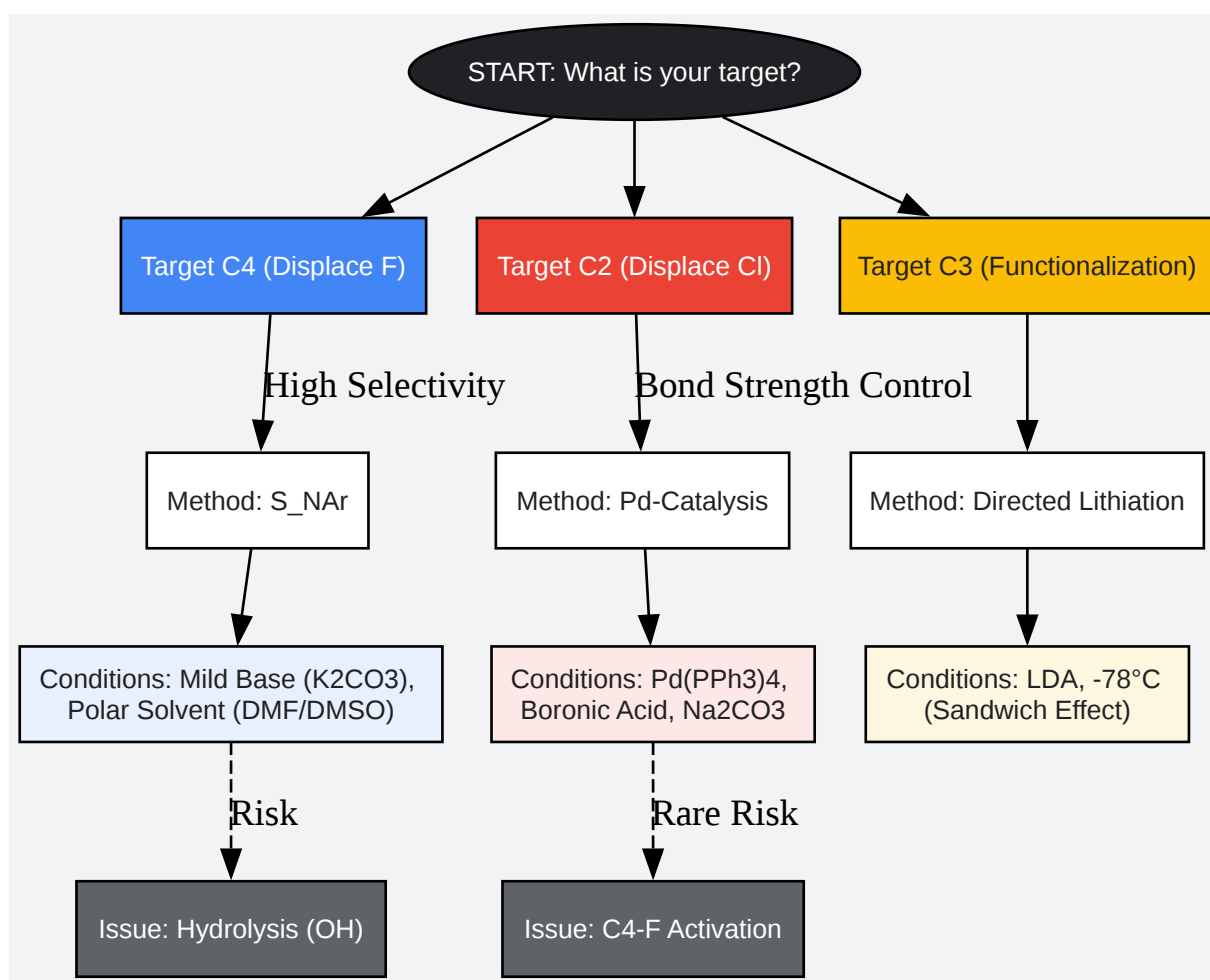 START: What is your target?
Target C4 (Displace F)
Target C2 (Displace Cl)
Target C3 (Functionalization)
High Selectivity
Bond Strength Control
Method: S_NAr
Method: Pd-Catalysis
Method: Directed Lithiation
Conditions: Mild Base (K2CO3),
Polar Solvent (DMF/DMSO)
Conditions: Pd(PPh3)4,
Boronic Acid, Na2CO3
Conditions: LDA, -78°C
(Sandwich Effect)
Risk
Rare Risk
Issue: Hydrolysis (OH)
Issue: C4-F Activation